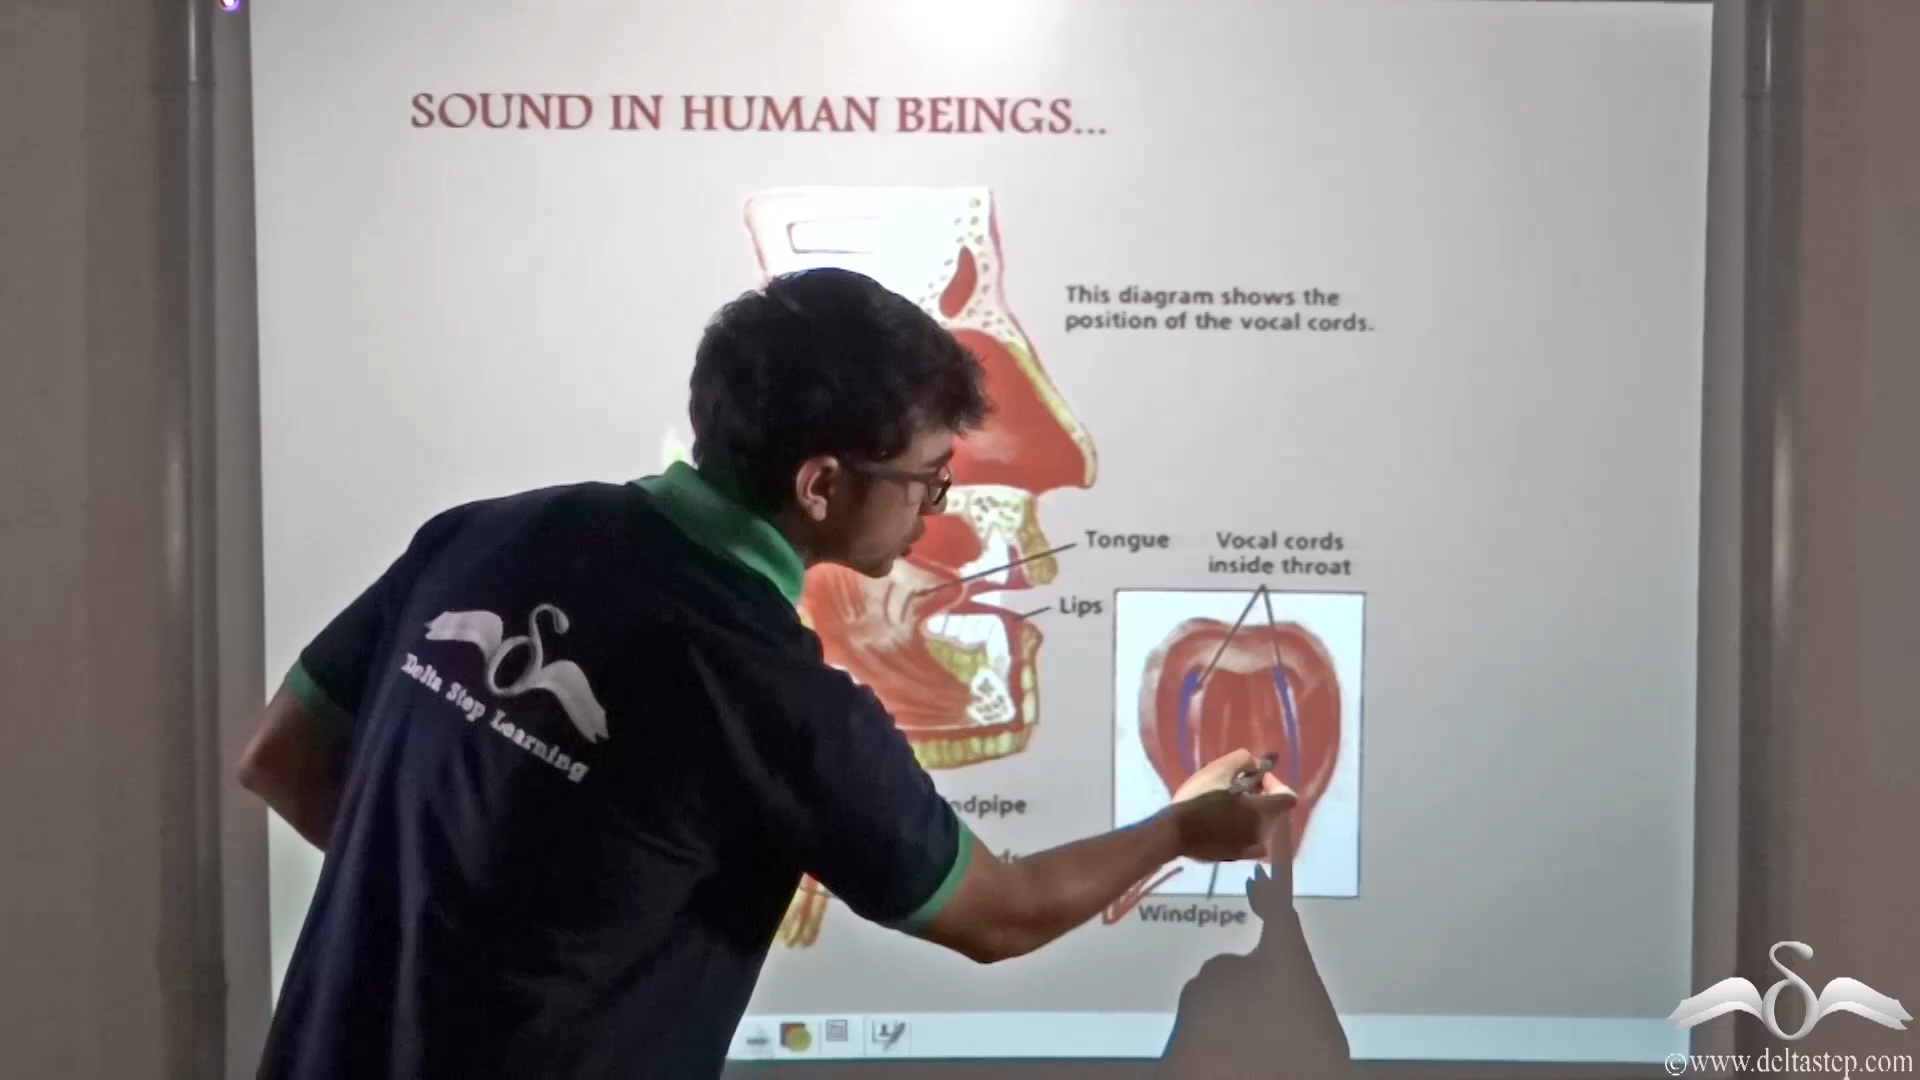 SOUND IN HUMAN BEINGS...
This diagram shows the
position of the vocal cords.
Tongue
Vocal cords
inside throat
Lips
Delta Step Learning
ndpipe
Windpipe
©www.deltastep.com